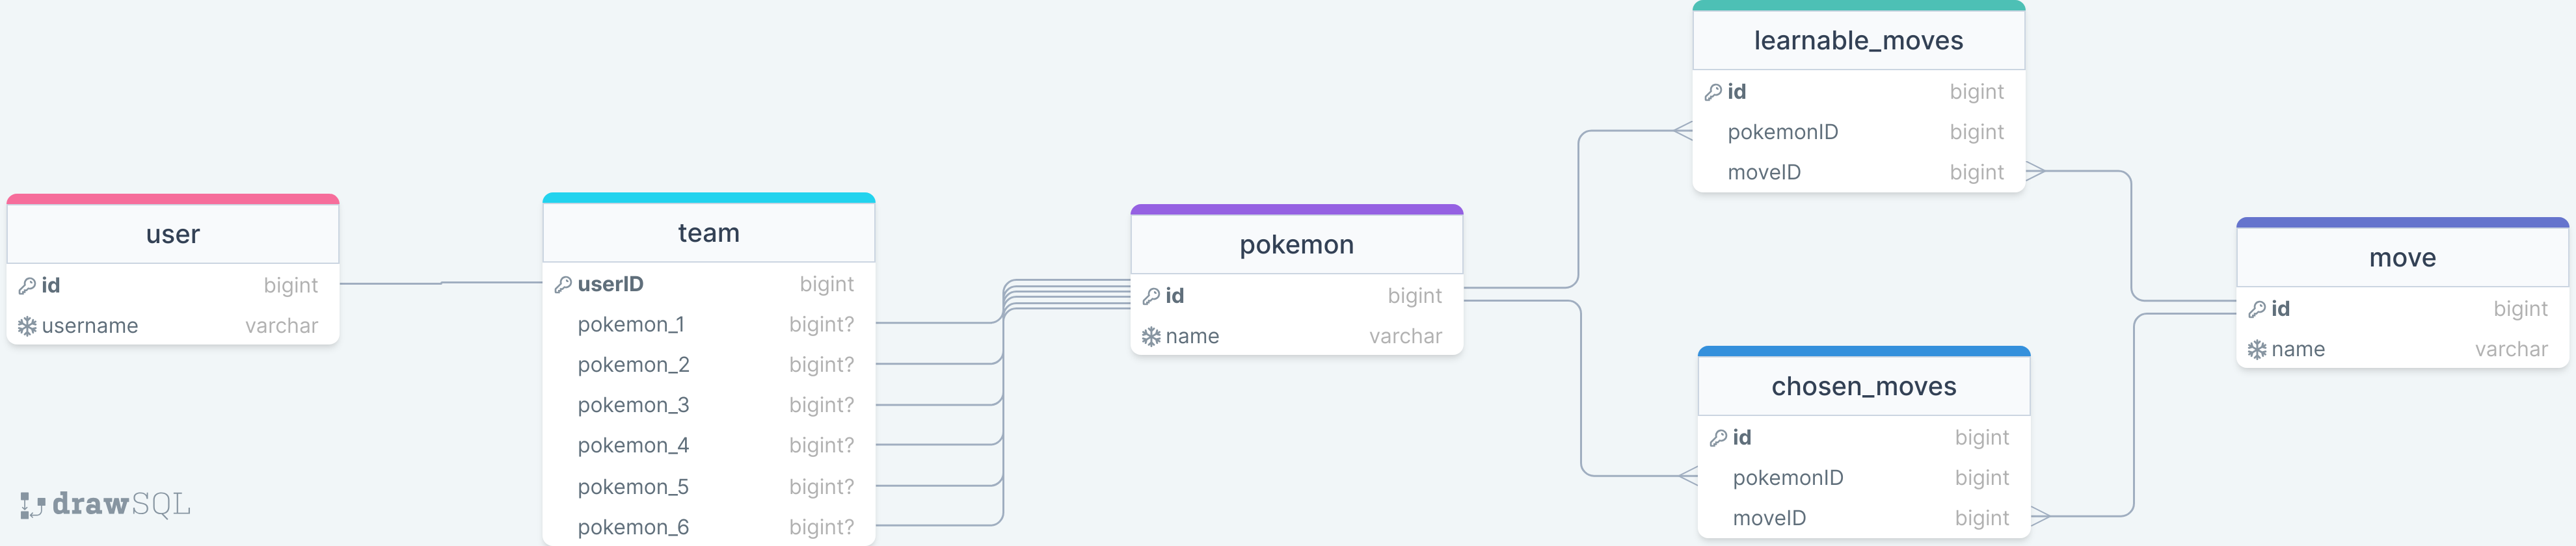 user
id bigint
username varchar
team
userID bigint
pokemon_1 bigint?
pokemon_2 bigint?
pokemon_3 bigint?
pokemon_4 bigint?
pokemon_5 bigint?
pokemon_6 bigint?
pokemon
id bigint
name varchar
learnable_moves
id bigint
pokemonID bigint
moveID bigint
chosen_moves
id bigint
pokemonID bigint
moveID bigint
move
id bigint
name varchar
drawSQL